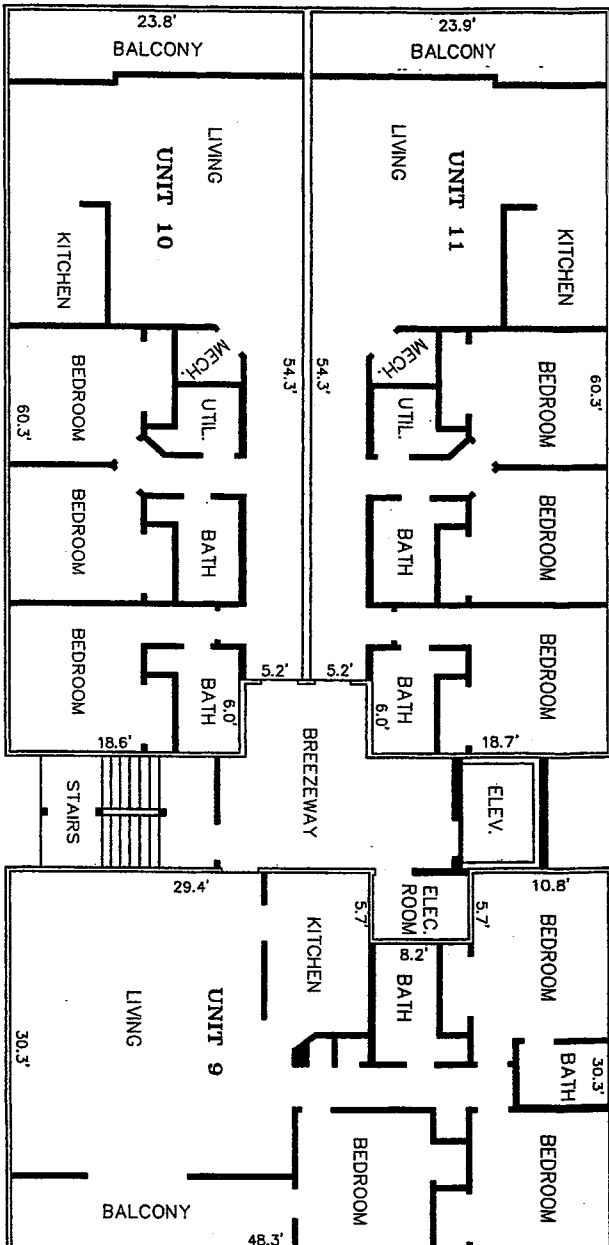 23.8'
BALCONY
23.9'
BALCONY
LIVING
UNIT 10
KITCHEN
LIVING
UNIT 11
KITCHEN
MECH.
UTIL.
BEDROOM
60.3'
54.3'
54.3'
MECH.
UTIL.
BEDROOM
60.3'
BEDROOM
BATH
BATH
BEDROOM
BEDROOM
BATH
6.0'
18.6'
5.2'
5.2'
BATH
6.0'
BEDROOM
18.7'
STAIRS
BREEZEWAY
ELEV.
29.4'
KITCHEN
5.7'
ELEC.
ROOM
5.7'
10.8'
8.2'
BATH
BEDROOM
LIVING
30.3'
UNIT 9
BATH
30.3'
BEDROOM
BEDROOM
BALCONY
48.3'